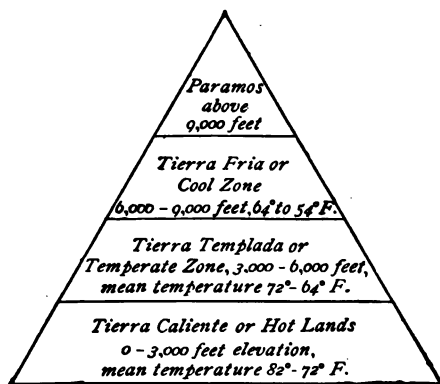 Paramos
above
9,000 feet
Tierra Fria or
Cool Zone
6,000 – 9,000 feet, 64° to 54° F.
Tierra Templada or
Temperate Zone, 3,000 – 6,000 feet,
mean temperature 72° – 64° F.
Tierra Caliente or Hot Lands
0 – 3,000 feet elevation,
mean temperature 82° – 72° F.